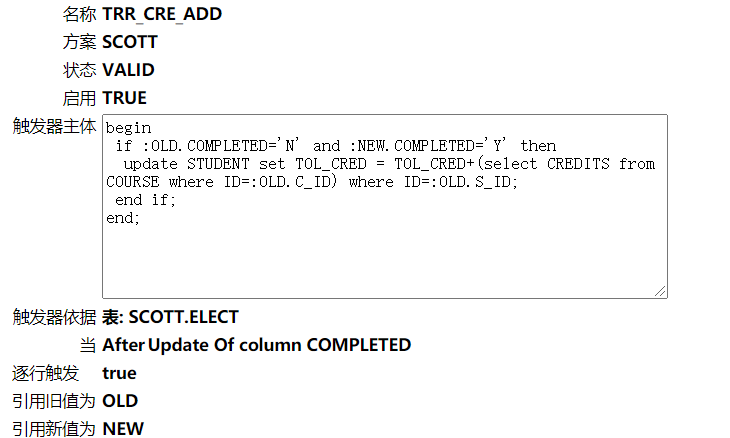 名称 TRR_CRE_ADD
方案 SCOTT
状态 VALID
启用 TRUE
触发器主体 begin
if :OLD.COMPLETED='N' and :NEW.COMPLETED='Y' then
update STUDENT set TOL_CRED = TOL_CRED+(select CREDITS from
COURSE where ID=:OLD.C_ID) where ID=:OLD.S_ID;
end if;
end;
触发器依据 表: SCOTT.ELECT
当 After Update Of column COMPLETED
逐行触发 true
引用旧值为 OLD
引用新值为 NEW